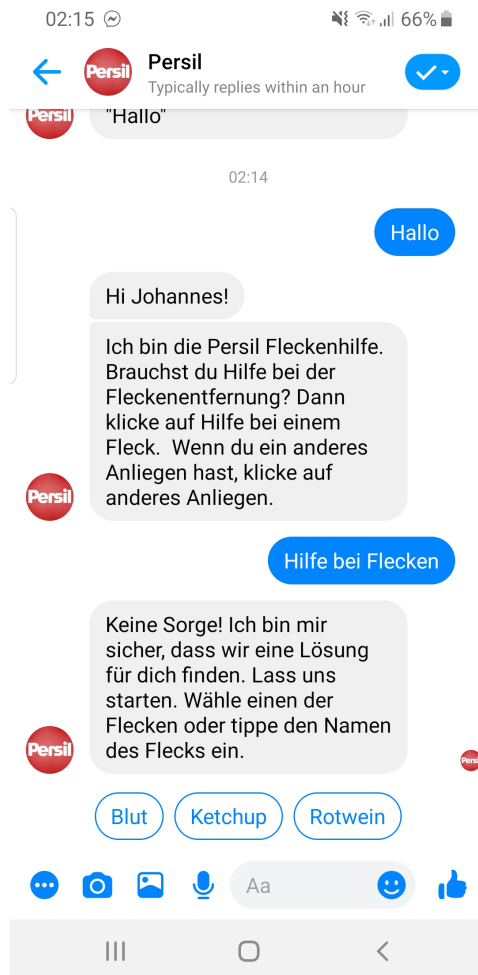 02:15 66%
Persil
Persil
Typically replies within an hour
Persil
"Hallo"
02:14
Hallo
Hi Johannes!
Ich bin die Persil Fleckenhilfe.
Brauchst du Hilfe bei der
Fleckenentfernung? Dann
klicke auf Hilfe bei einem
Fleck.  Wenn du ein anderes
Anliegen hast, klicke auf
anderes Anliegen.
Persil
Hilfe bei Flecken
Keine Sorge! Ich bin mir
sicher, dass wir eine Lösung
für dich finden. Lass uns
starten. Wähle einen der
Flecken oder tippe den Namen
des Flecks ein.
Persil
Persil
Blut Ketchup Rotwein
Aa